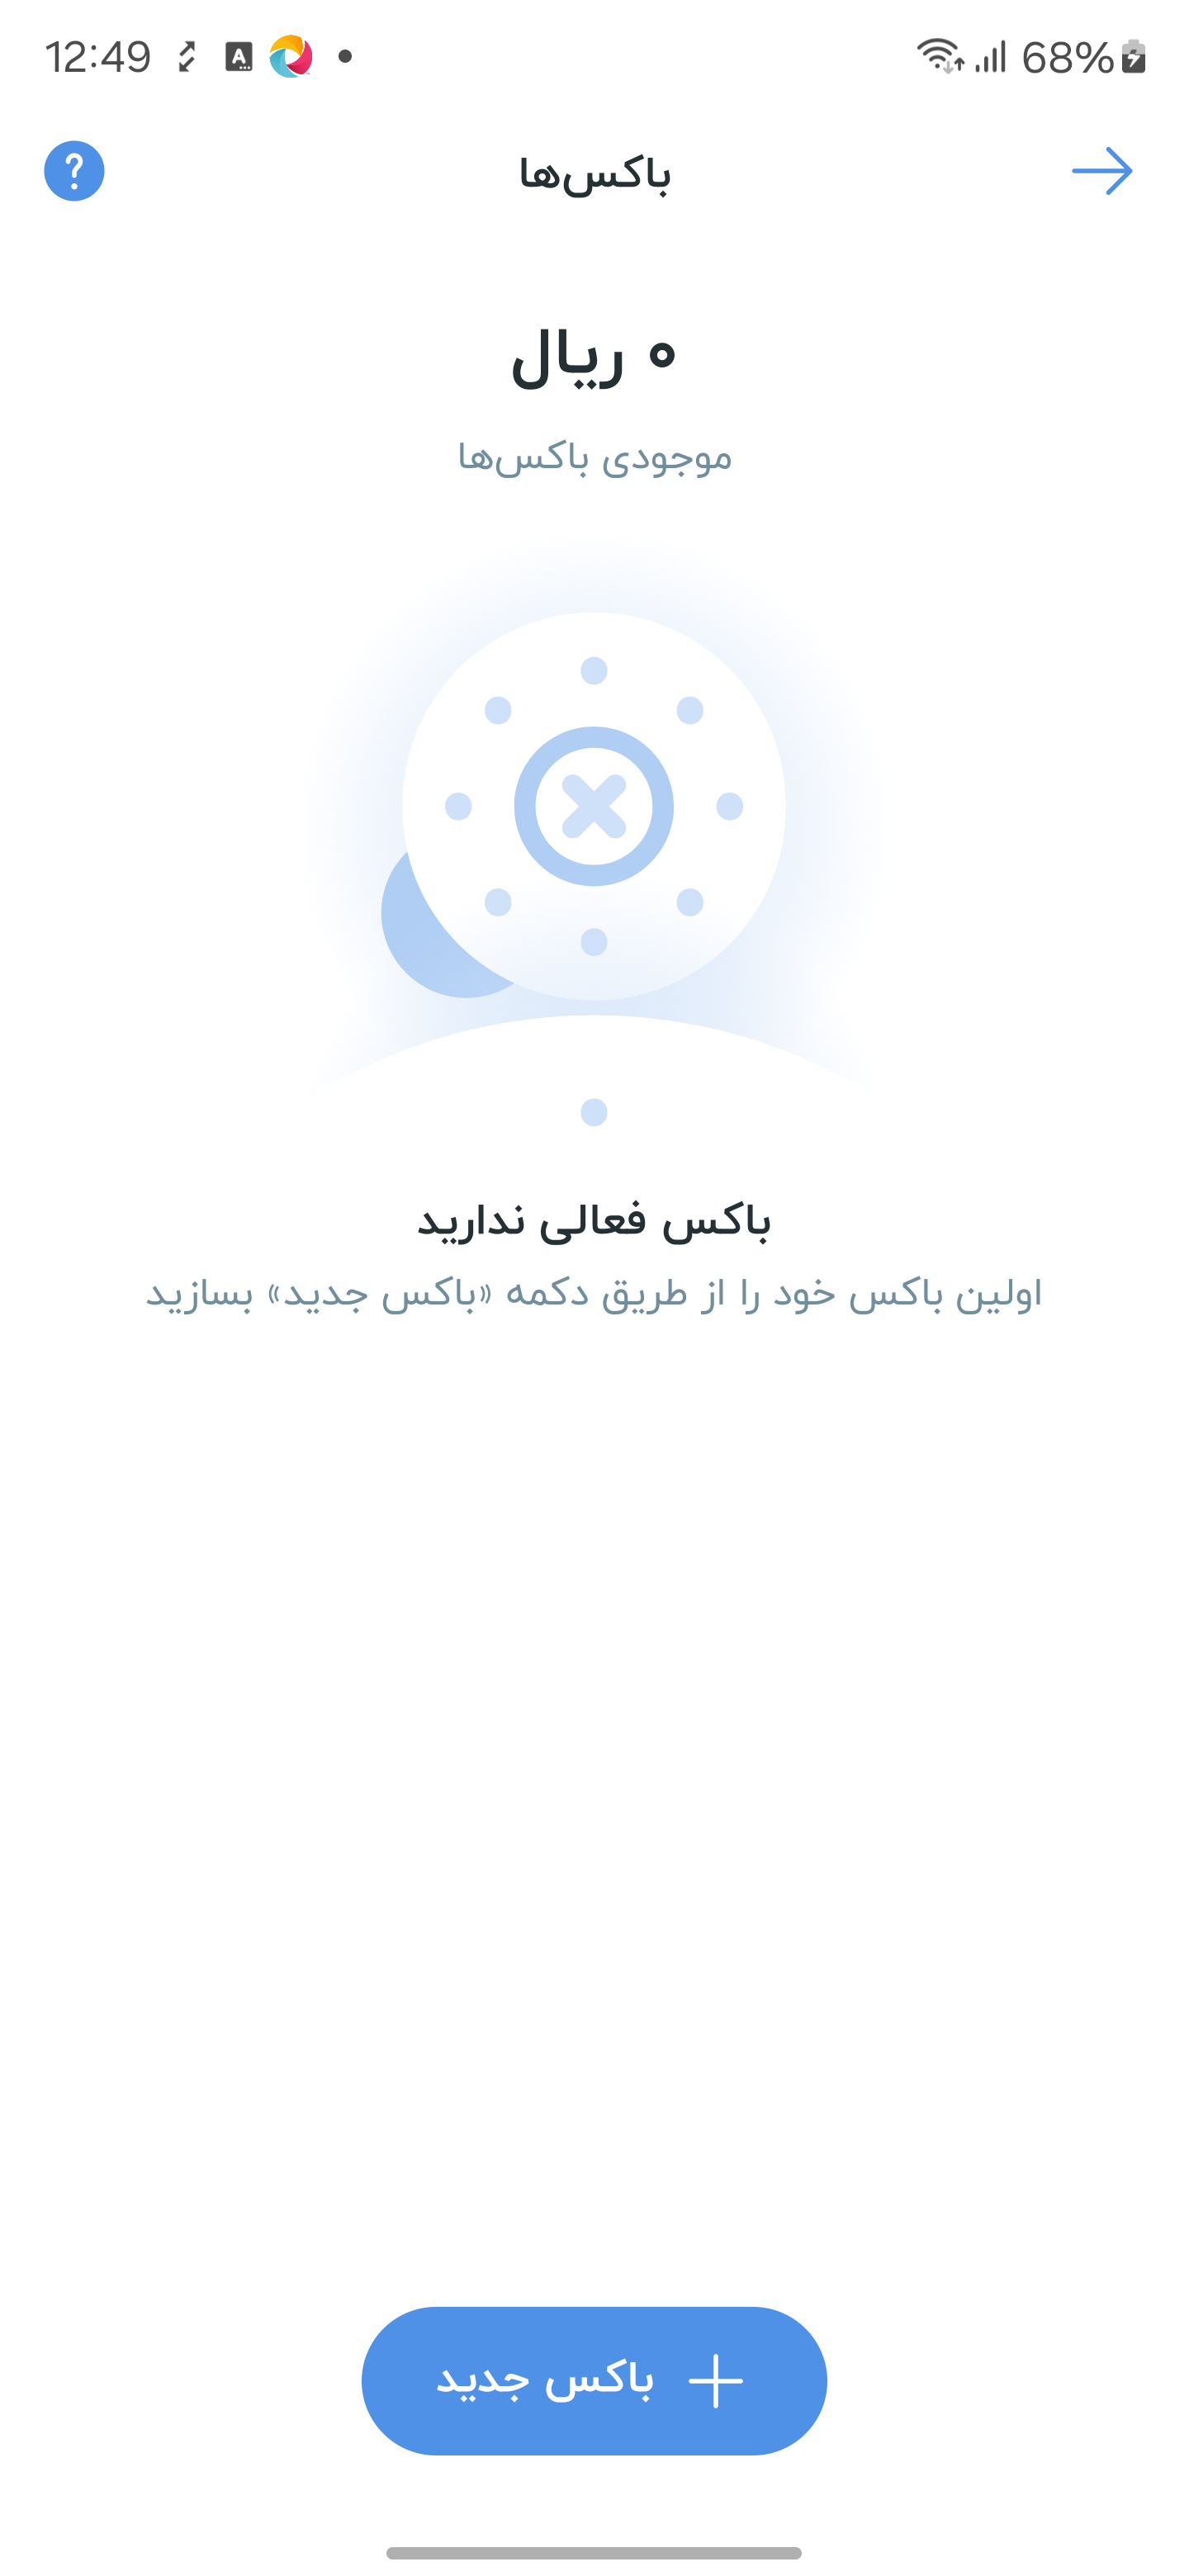 12:49
68%
باکس‌ها
۰ ریال
موجودی باکس‌ها
باکس فعالی ندارید
اولین باکس خود را از طریق دکمه «باکس جدید» بسازید
باکس جدید